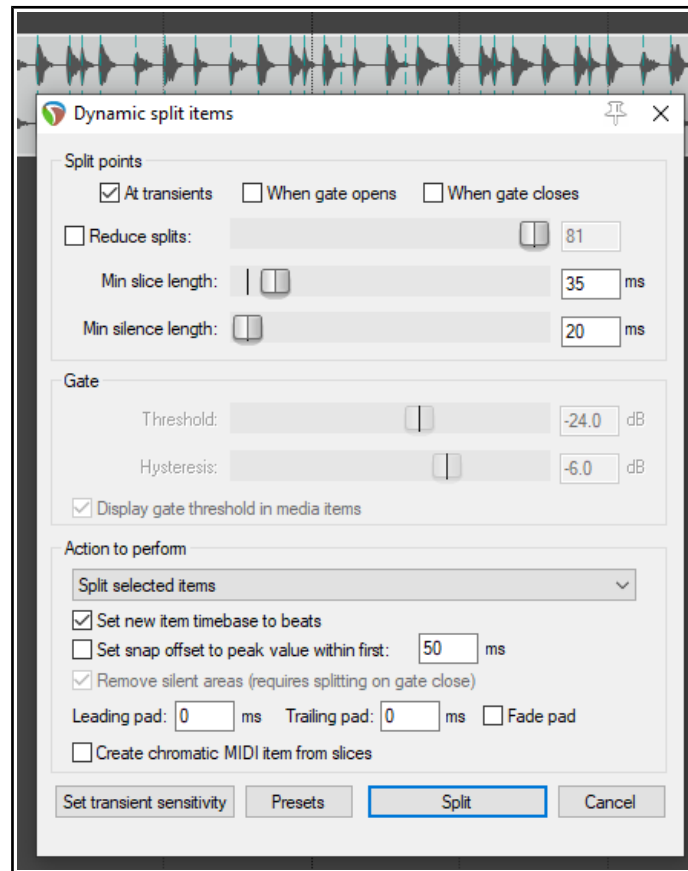 Dynamic split items
Split points
At transients When gate opens When gate closes
Reduce splits: 81
Min slice length: 35 ms
Min silence length: 20 ms
Gate
Threshold: -24.0 dB
Hysteresis: -6.0 dB
Display gate threshold in media items
Action to perform
Split selected items
Set new item timebase to beats
Set snap offset to peak value within first: 50 ms
Remove silent areas (requires splitting on gate close)
Leading pad: 0 ms Trailing pad: 0 ms Fade pad
Create chromatic MIDI item from slices
Set transient sensitivity Presets Split Cancel